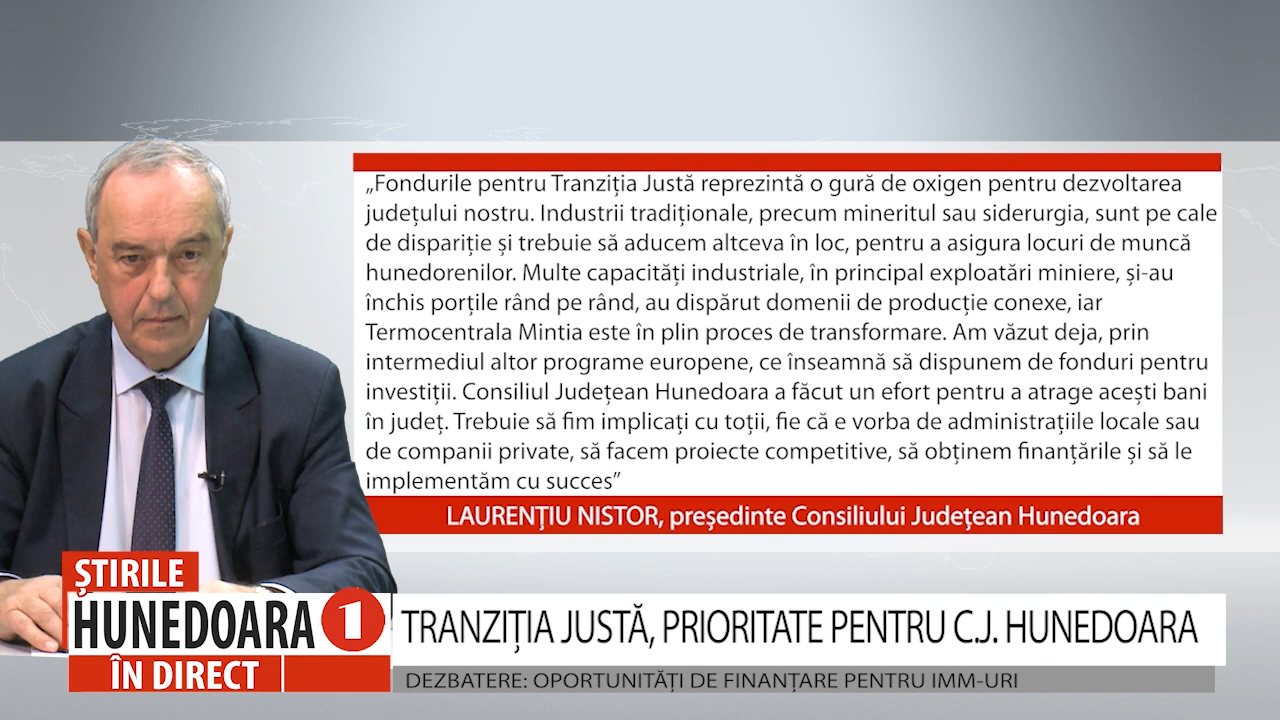 „Fondurile pentru Tranziția Justă reprezintă o gură de oxigen pentru dezvoltarea
județului nostru. Industrii tradiționale, precum mineritul sau siderurgia, sunt pe cale
de dispariție și trebuie să aducem altceva în loc, pentru a asigura locuri de muncă
hunedorenilor. Multe capacități industriale, în principal exploatări miniere, și-au
închis porțile rând pe rând, au dispărut domenii de producție conexe, iar
Termocentrala Mintia este în plin proces de transformare. Am văzut deja, prin
intermediul altor programe europene, ce înseamnă să dispunem de fonduri pentru
investiții. Consiliul Județean Hunedoara a făcut un efort pentru a atrage acești bani
în județ. Trebuie să fim implicați cu toții, fie că e vorba de administrațiile locale sau
de companii private, să facem proiecte competitive, să obținem finanțările și să le
implementăm cu succes”
LAURENȚIU NISTOR, președinte Consiliului Județean Hunedoara
ȘTIRILE
HUNEDOARA 1
ÎN DIRECT
TRANZIȚIA JUSTĂ, PRIORITATE PENTRU C.J. HUNEDOARA
DEZBATERE: OPORTUNITĂȚI DE FINANȚARE PENTRU IMM-URI